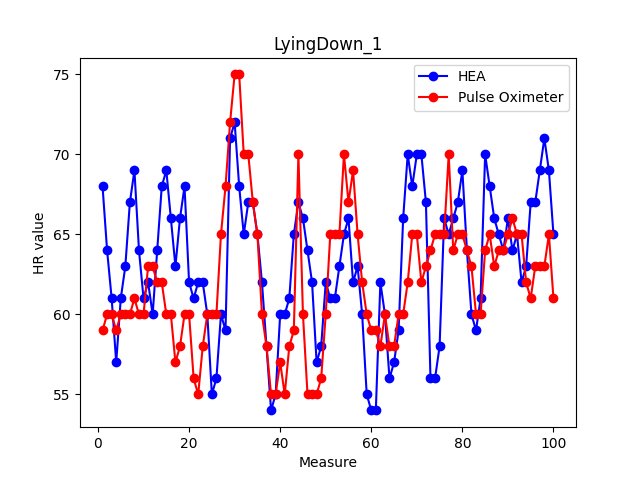 LyingDown_1
HEA
Pulse Oximeter
75
70
65
60
55
HR value
0 20 40 60 80 100
Measure